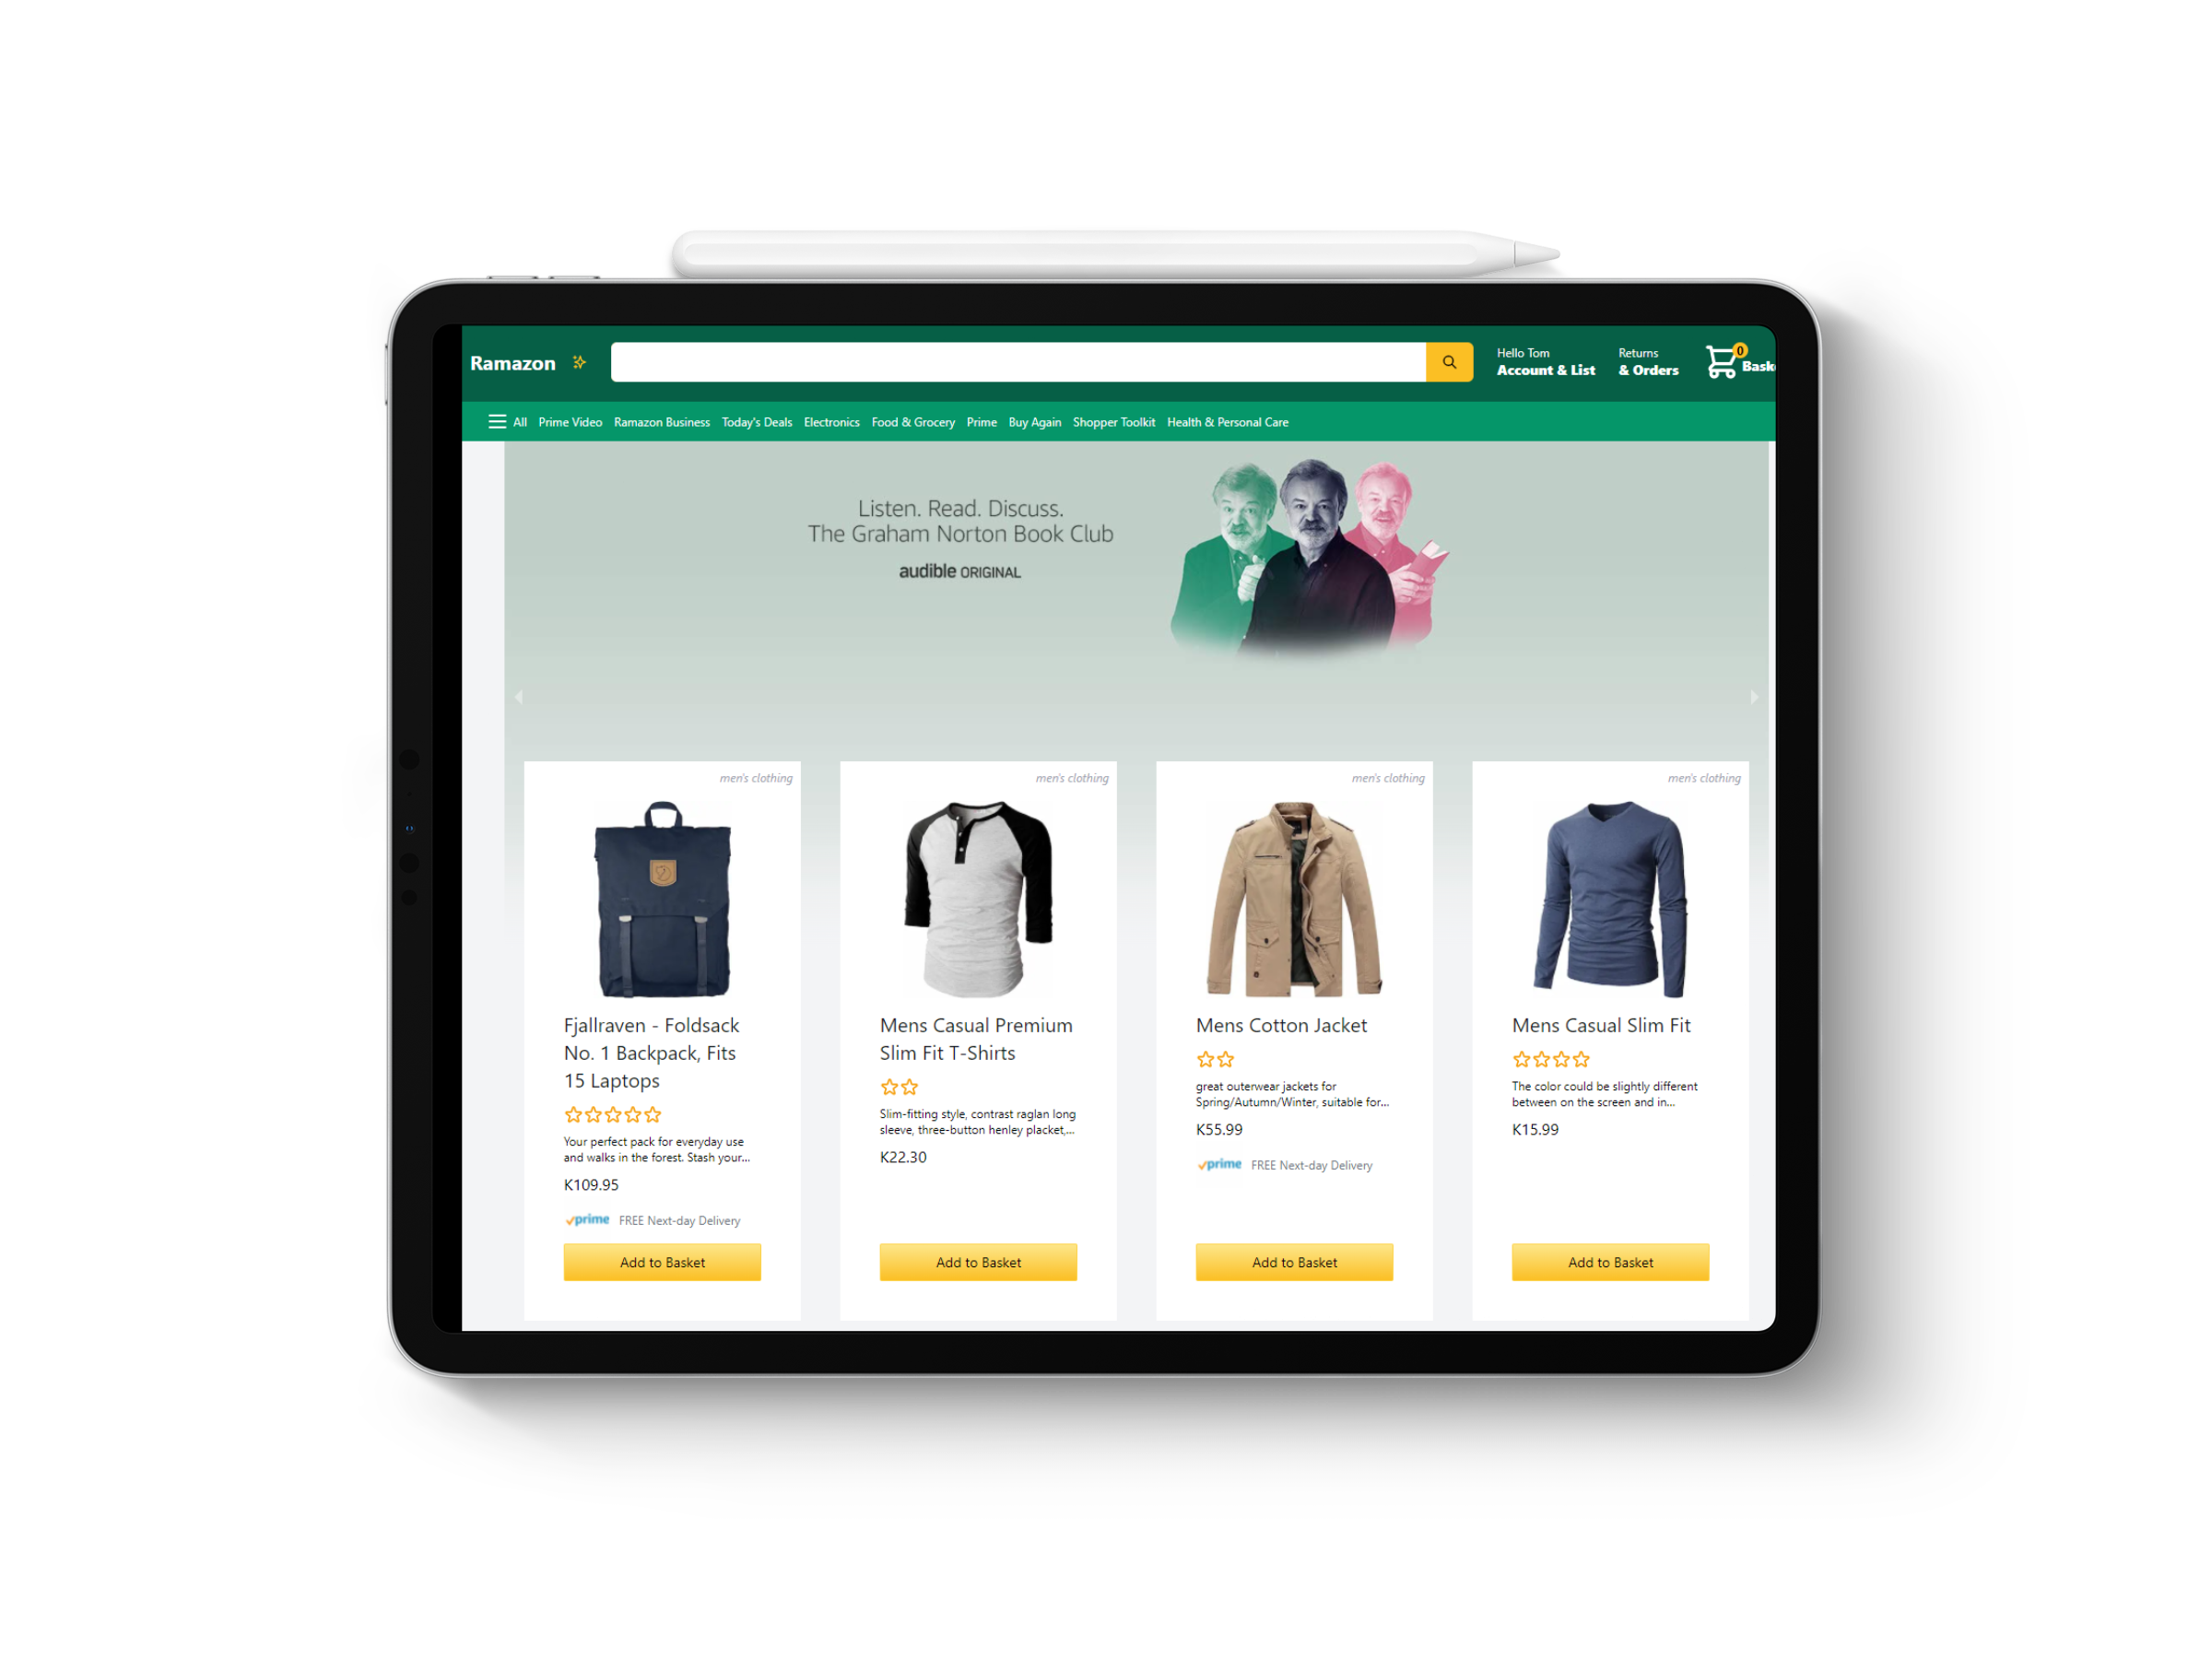 Ramazon
Hello Tom
Account & List
Returns
& Orders
0
Bask
All Prime Video Ramazon Business Today's Deals Electronics Food & Grocery Prime Buy Again Shopper Toolkit Health & Personal Care
Listen. Read. Discuss.
The Graham Norton Book Club
audible ORIGINAL
men's clothing
Fjallraven - Foldsack
No. 1 Backpack, Fits
15 Laptops
Your perfect pack for everyday use
and walks in the forest. Stash your...
K109.95
prime FREE Next-day Delivery
Add to Basket
men's clothing
Mens Casual Premium
Slim Fit T-Shirts
Slim-fitting style, contrast raglan long
sleeve, three-button henley placket,...
K22.30
Add to Basket
men's clothing
Mens Cotton Jacket
great outerwear jackets for
Spring/Autumn/Winter, suitable for...
K55.99
prime FREE Next-day Delivery
Add to Basket
men's clothing
Mens Casual Slim Fit
The color could be slightly different
between on the screen and in...
K15.99
Add to Basket